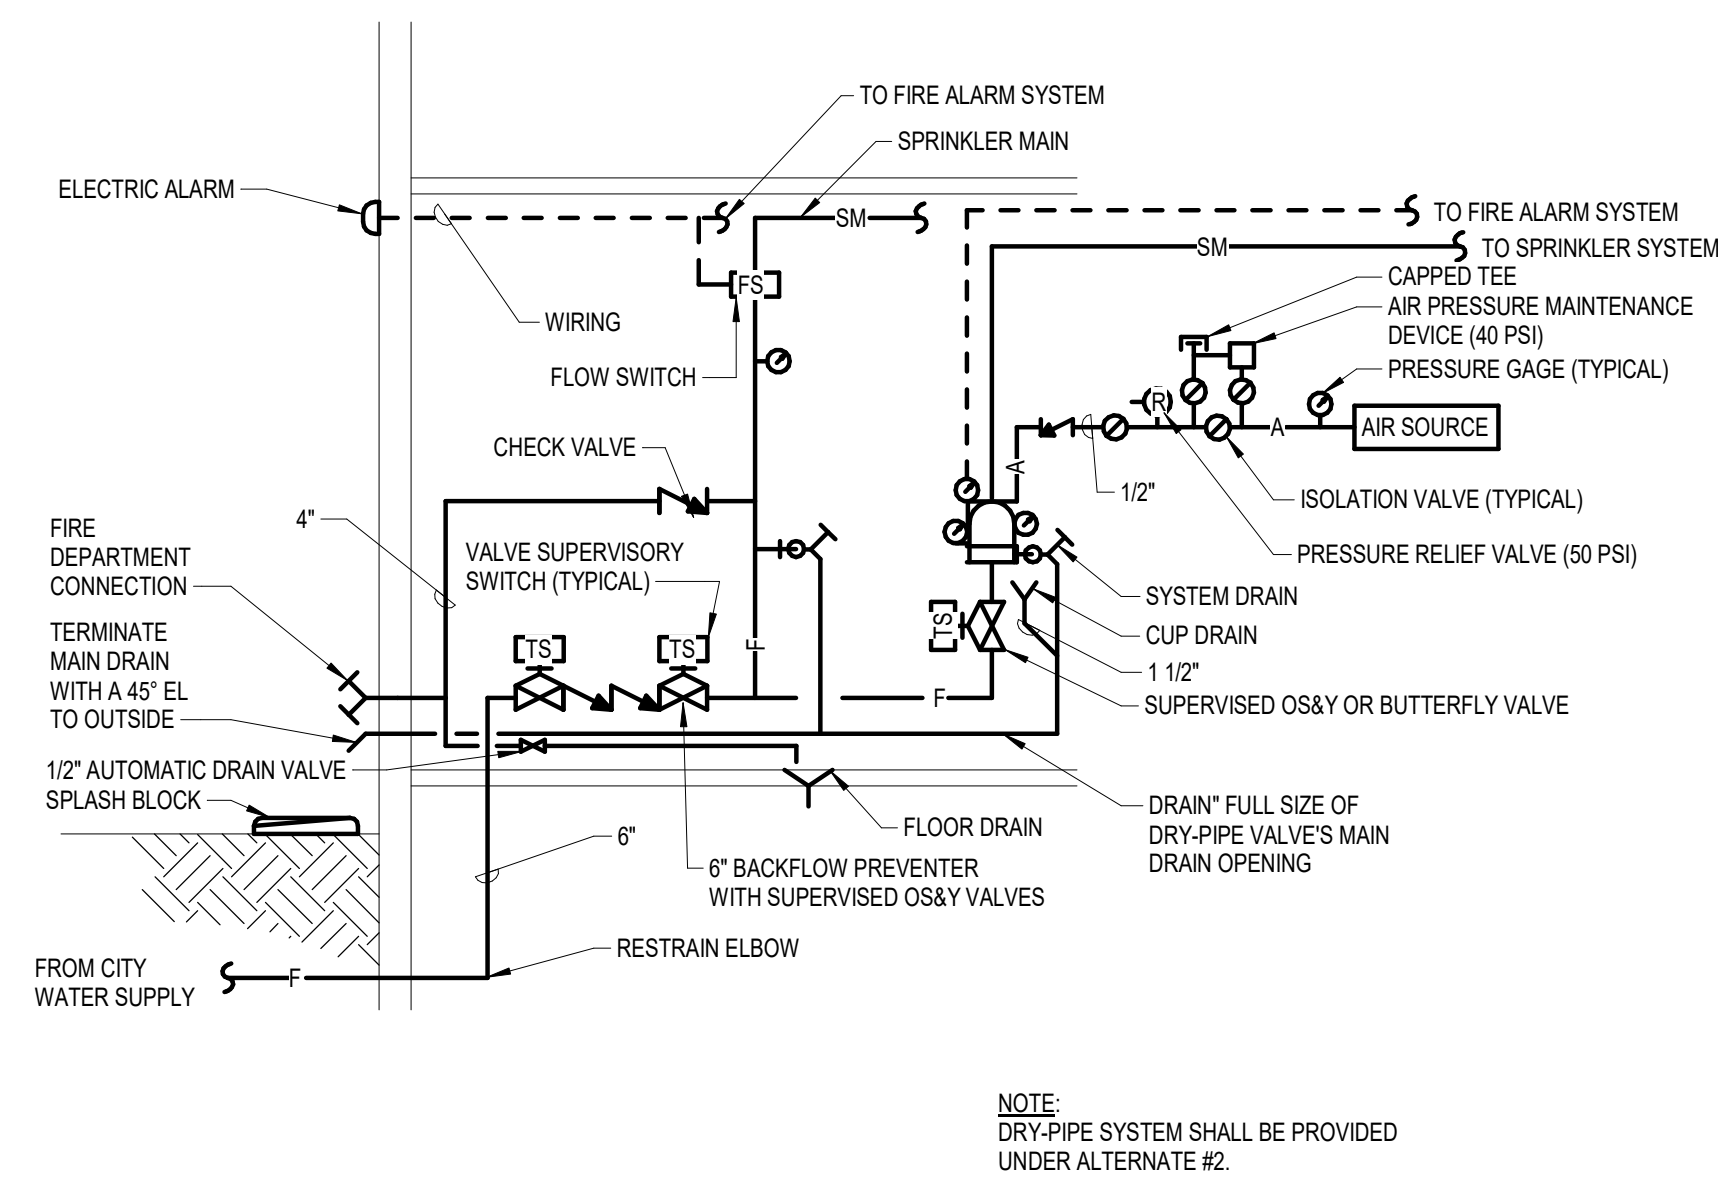 TO FIRE ALARM SYSTEM
SPRINKLER MAIN
ELECTRIC ALARM
SM
TO FIRE ALARM SYSTEM
SM
TO SPRINKLER SYSTEM
CAPPED TEE
FS
AIR PRESSURE MAINTENANCE
DEVICE (40 PSI)
WIRING
FLOW SWITCH
PRESSURE GAGE (TYPICAL)
R
A
AIR SOURCE
CHECK VALVE
A
1/2"
ISOLATION VALVE (TYPICAL)
4"
FIRE
DEPARTMENT
CONNECTION
VALVE SUPERVISORY
SWITCH (TYPICAL)
PRESSURE RELIEF VALVE (50 PSI)
SYSTEM DRAIN
TS
CUP DRAIN
TERMINATE
MAIN DRAIN
WITH A 45° EL
TO OUTSIDE
TS
TS
F
1 1/2"
F
SUPERVISED OS&Y OR BUTTERFLY VALVE
1/2" AUTOMATIC DRAIN VALVE
SPLASH BLOCK
FLOOR DRAIN
DRAIN" FULL SIZE OF
DRY-PIPE VALVE'S MAIN
DRAIN OPENING
6"
6" BACKFLOW PREVENTER
WITH SUPERVISED OS&Y VALVES
RESTRAIN ELBOW
FROM CITY
WATER SUPPLY
F
NOTE:
DRY-PIPE SYSTEM SHALL BE PROVIDED
UNDER ALTERNATE #2.